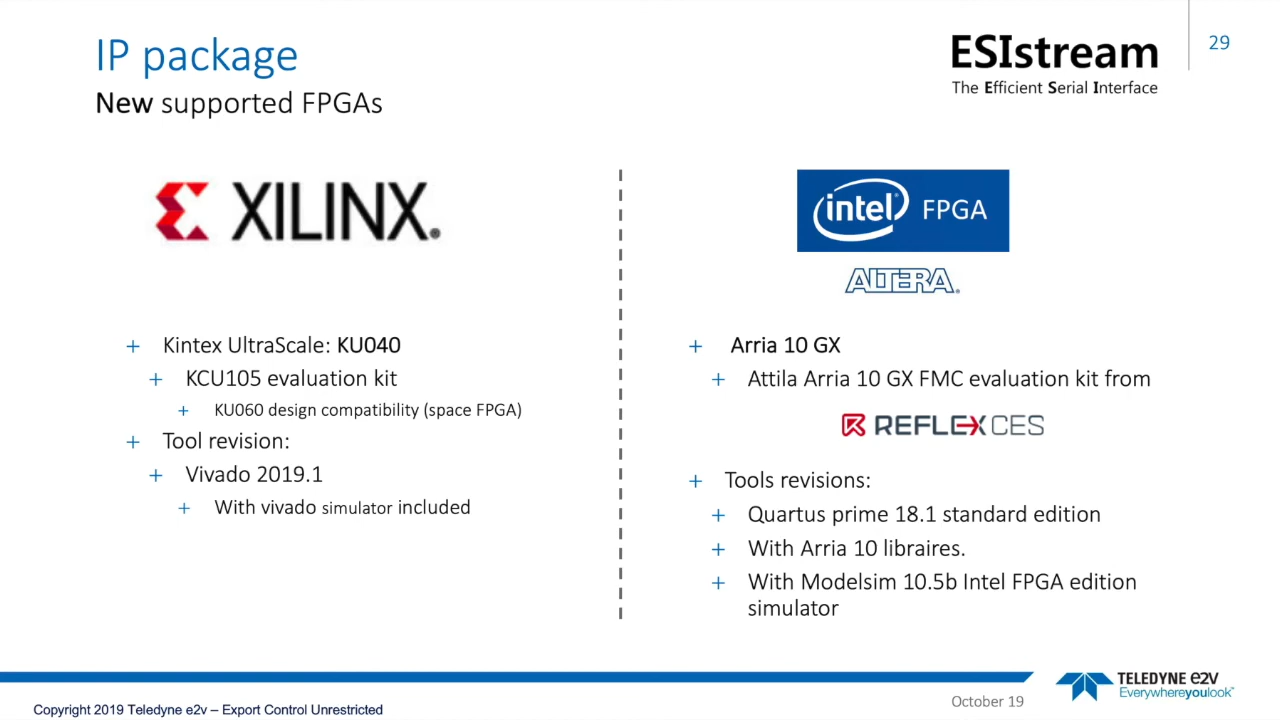 IP package
New supported FPGAs
ESIstream
The Efficient Serial Interface
29
XILINX®
intel® FPGA
ALTERA®
+ Kintex UltraScale: KU040
+ KCU105 evaluation kit
+ KU060 design compatibility (space FPGA)
+ Tool revision:
+ Vivado 2019.1
+ With vivado simulator included
+ Arria 10 GX
+ Attila Arria 10 GX FMC evaluation kit from
REFLEX CES
+ Tools revisions:
+ Quartus prime 18.1 standard edition
+ With Arria 10 libraires.
+ With Modelsim 10.5b Intel FPGA edition
simulator
Copyright 2019 Teledyne e2v – Export Control Unrestricted
October 19
TELEDYNE e2v
Everywhereyoulook™